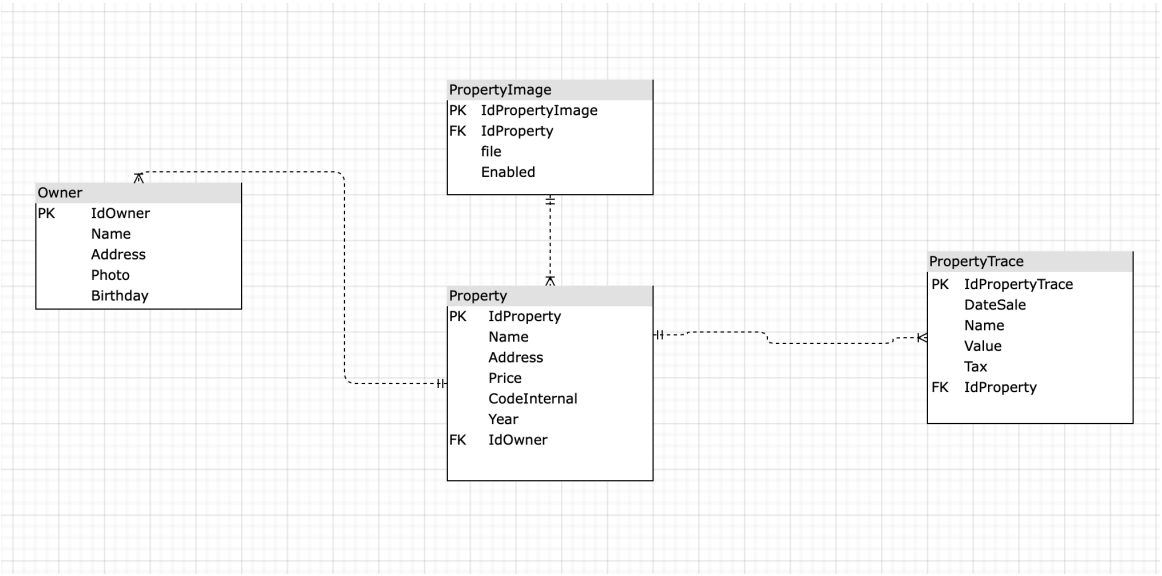 PropertyImage
PK IdPropertyImage
FK IdProperty
file
Enabled
Owner
PK IdOwner
Name
Address
Photo
Birthday
Property
PK IdProperty
Name
Address
Price
CodeInternal
Year
FK IdOwner
PropertyTrace
PK IdPropertyTrace
DateSale
Name
Value
Tax
FK IdProperty